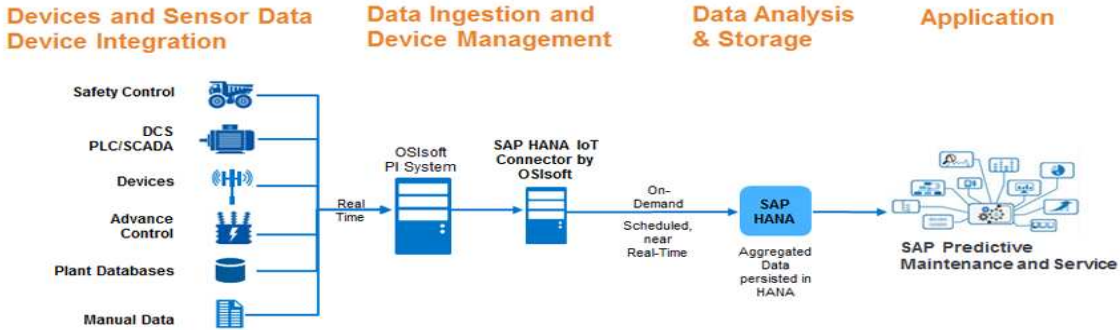 Devices and Sensor Data
Device Integration
Data Ingestion and
Device Management
Data Analysis
& Storage
Application
Safety Control
DCS
PLC/SCADA
Devices
Advance
Control
Plant Databases
Manual Data
Real
Time
OSIsoft
PI System
SAP HANA IoT
Connector by
OSIsoft
On-
Demand
Scheduled,
near
Real-Time
SAP
HANA
Aggregated
Data
persisted in
HANA
SAP Predictive
Maintenance and Service